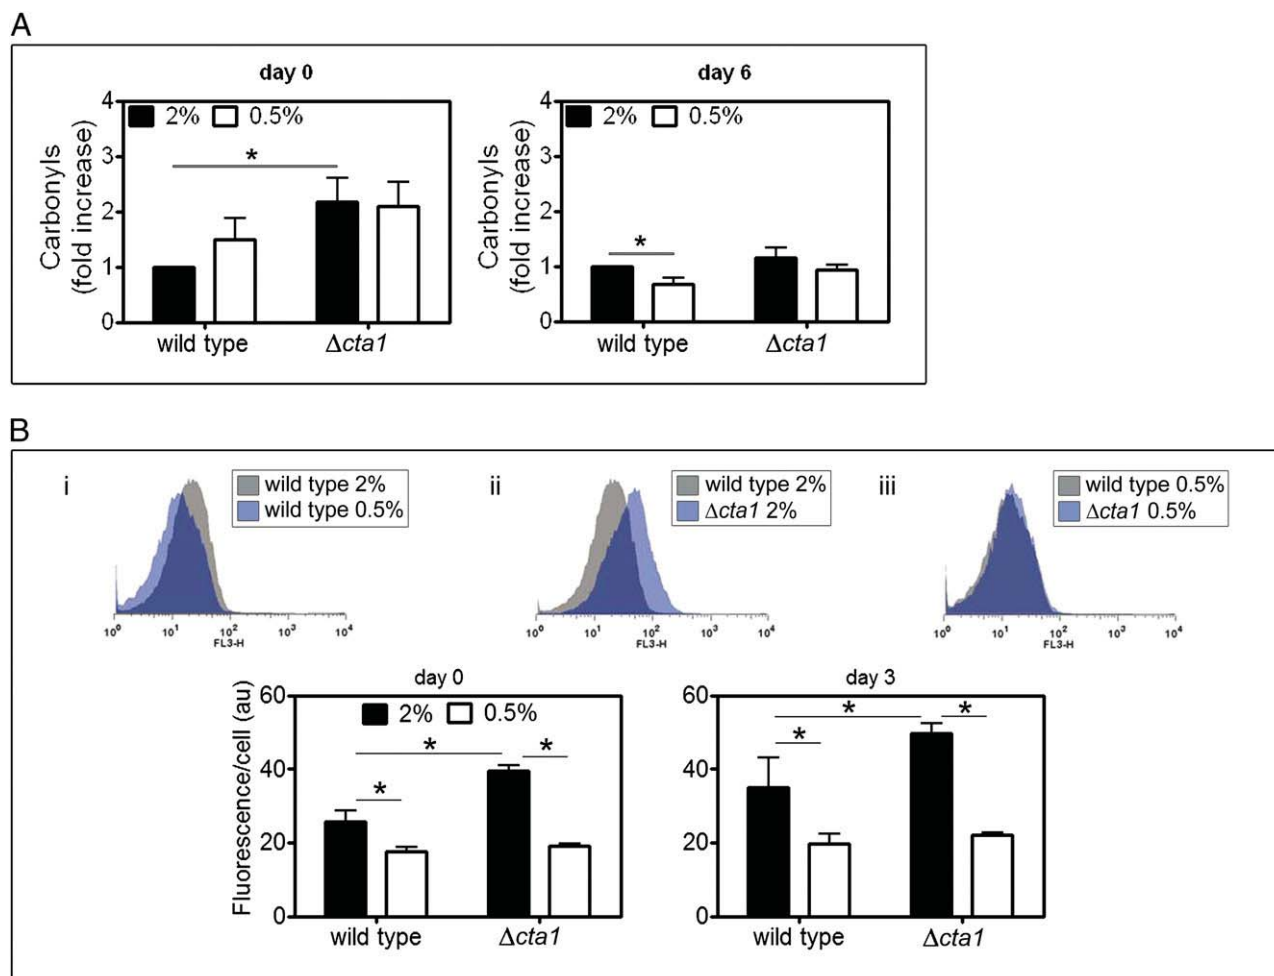 A
day 0
Carbonyls
(fold increase)
4
3
2
1
0
2% 0.5%
*
wild type Δcta1
day 6
Carbonyls
(fold increase)
4
3
2
1
0
2% 0.5%
*
wild type Δcta1
B
i
wild type 2%
wild type 0.5%
10⁰ 10¹ 10² 10³ 10⁴
FL3-H
ii
wild type 2%
Δcta1 2%
10⁰ 10¹ 10² 10³ 10⁴
FL3-H
iii
wild type 0.5%
Δcta1 0.5%
10⁰ 10¹ 10² 10³ 10⁴
FL3-H
day 0
Fluorescence/cell (au)
60
40
20
0
2% 0.5%
* * *
wild type Δcta1
day 3
60
40
20
0
* * *
wild type Δcta1